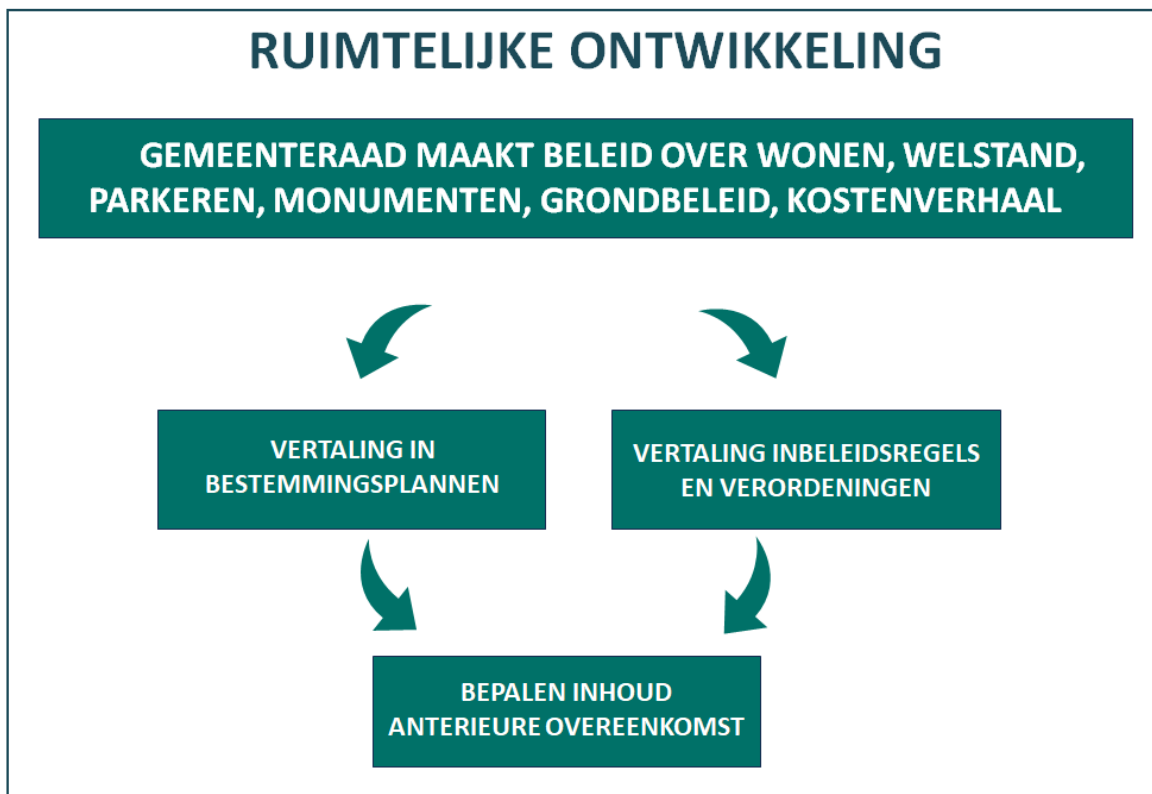 RUIMTELIJKE ONTWIKKELING
GEMEENTERAAD MAAKT BELEID OVER WONEN, WELSTAND,
PARKEREN, MONUMENTEN, GRONDBELEID, KOSTENVERHAAL
VERTALING IN
BESTEMMINGSPLANNEN
VERTALING INBELEIDSREGELS
EN VERORDENINGEN
BEPALEN INHOUD
ANTERIEURE OVEREENKOMST